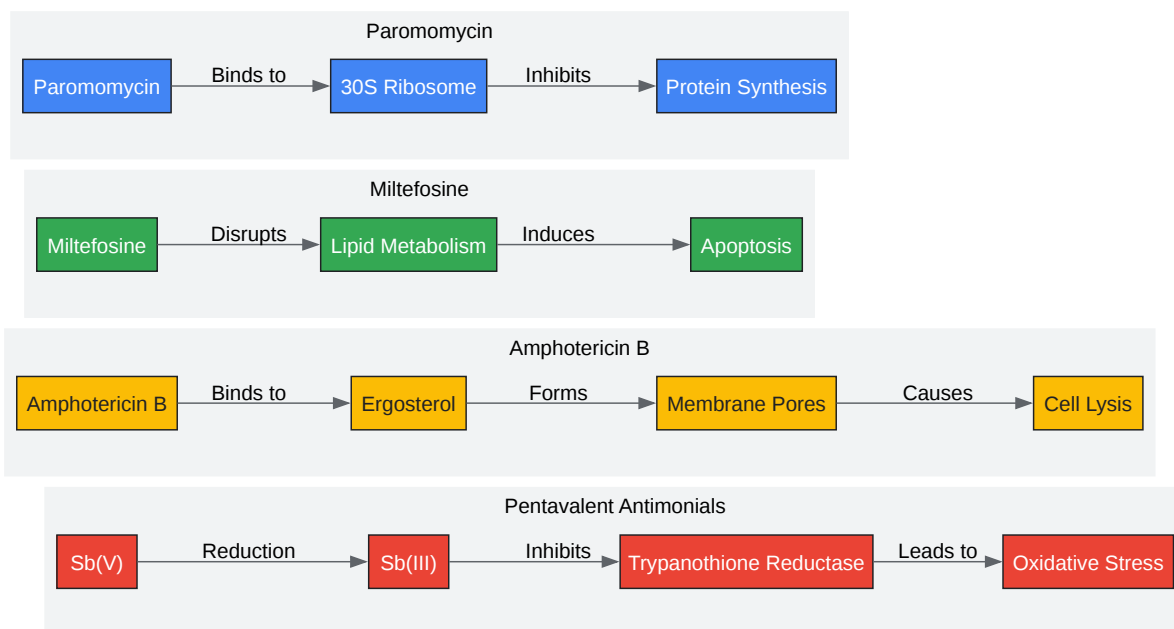 Paromomycin
Paromomycin Binds to 30S Ribosome Inhibits Protein Synthesis
Miltefosine
Miltefosine Disrupts Lipid Metabolism Induces Apoptosis
Amphotericin B
Amphotericin B Binds to Ergosterol Forms Membrane Pores Causes Cell Lysis
Pentavalent Antimonials
Sb(V) Reduction Sb(III) Inhibits Trypanothione Reductase Leads to Oxidative Stress